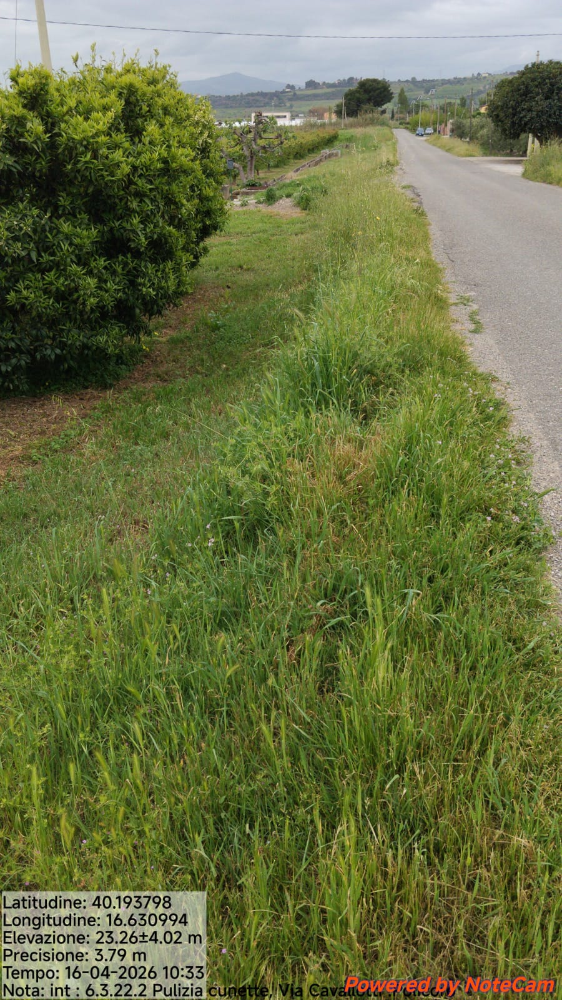 Latitudine: 40.193798
Longitudine: 16.630994
Elevazione: 23.26±4.02 m
Precisione: 3.79 m
Tempo: 16-04-2026 10:33
Nota: int : 6.3.22.2 Pulizia cunette, Via
Powered by NoteCam